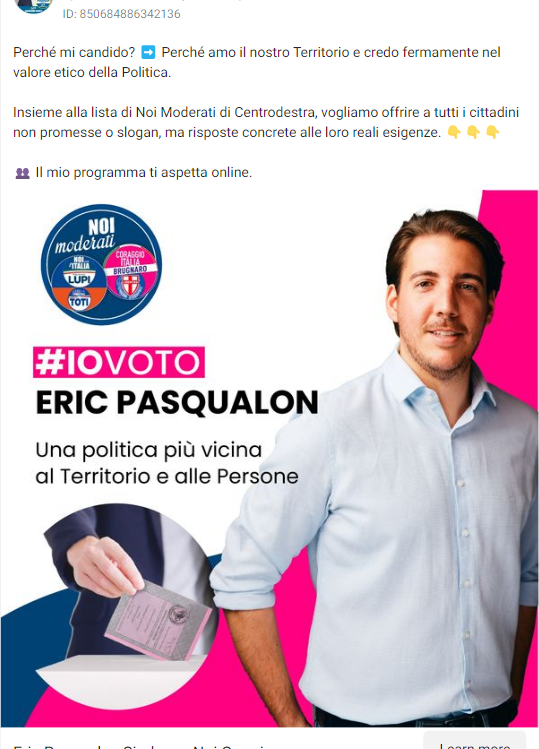 ID: 850684886342136
Perché mi candido? ➡️ Perché amo il nostro Territorio e credo fermamente nel
valore etico della Politica.
Insieme alla lista di Noi Moderati di Centrodestra, vogliamo offrire a tutti i cittadini
non promesse o slogan, ma risposte concrete alle loro reali esigenze. 👇👇👇
👥 Il mio programma ti aspetta online.
NOI
moderati
NOI
L'ITALIA
LUPI
CORAGGIO
ITALIA
BRUGNARO
TOTI
#IOVOTO
ERIC PASQUALON
Una politica più vicina
al Territorio e alle Persone